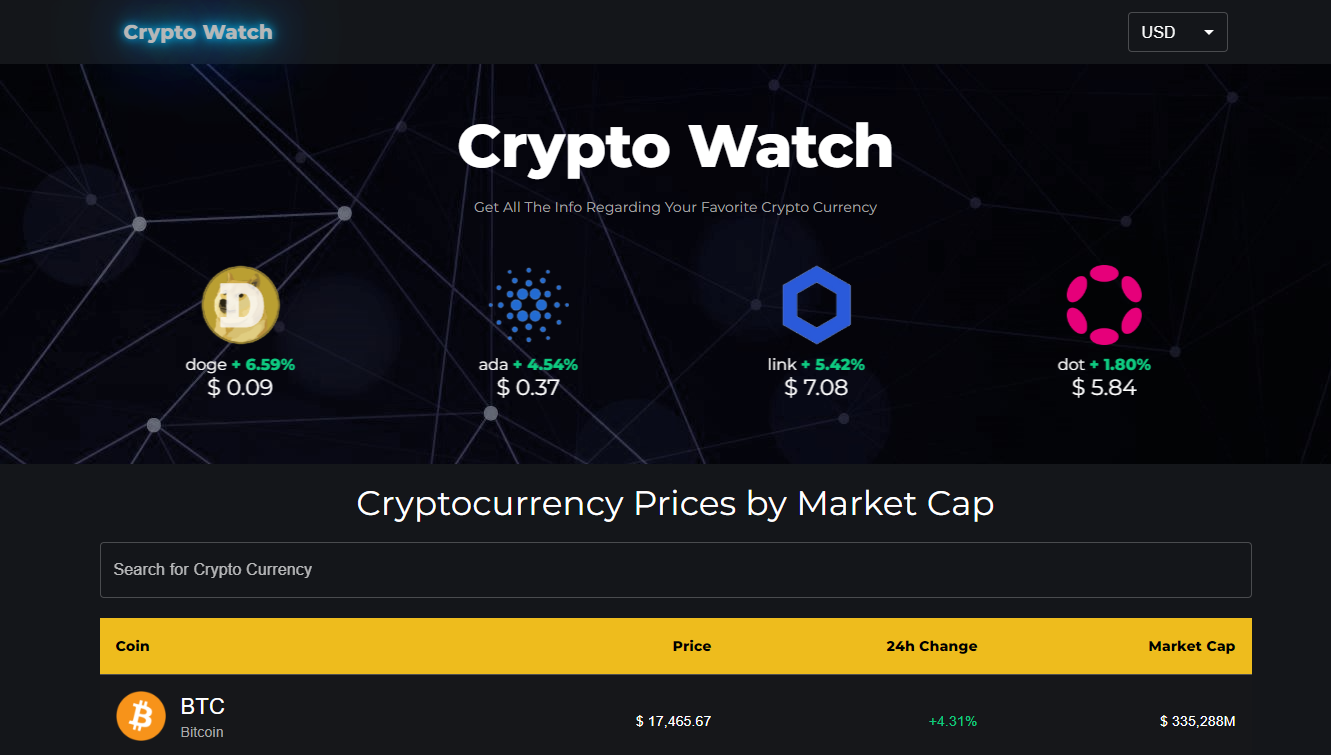 Crypto Watch
USD
Crypto Watch
Get All The Info Regarding Your Favorite Crypto Currency
doge + 6.59%
$ 0.09
ada + 4.54%
$ 0.37
link + 5.42%
$ 7.08
dot + 1.80%
$ 5.84
Cryptocurrency Prices by Market Cap
Search for Crypto Currency
Coin Price 24h Change Market Cap
BTC
Bitcoin
$ 17,465.67 +4.31% $ 335,288M